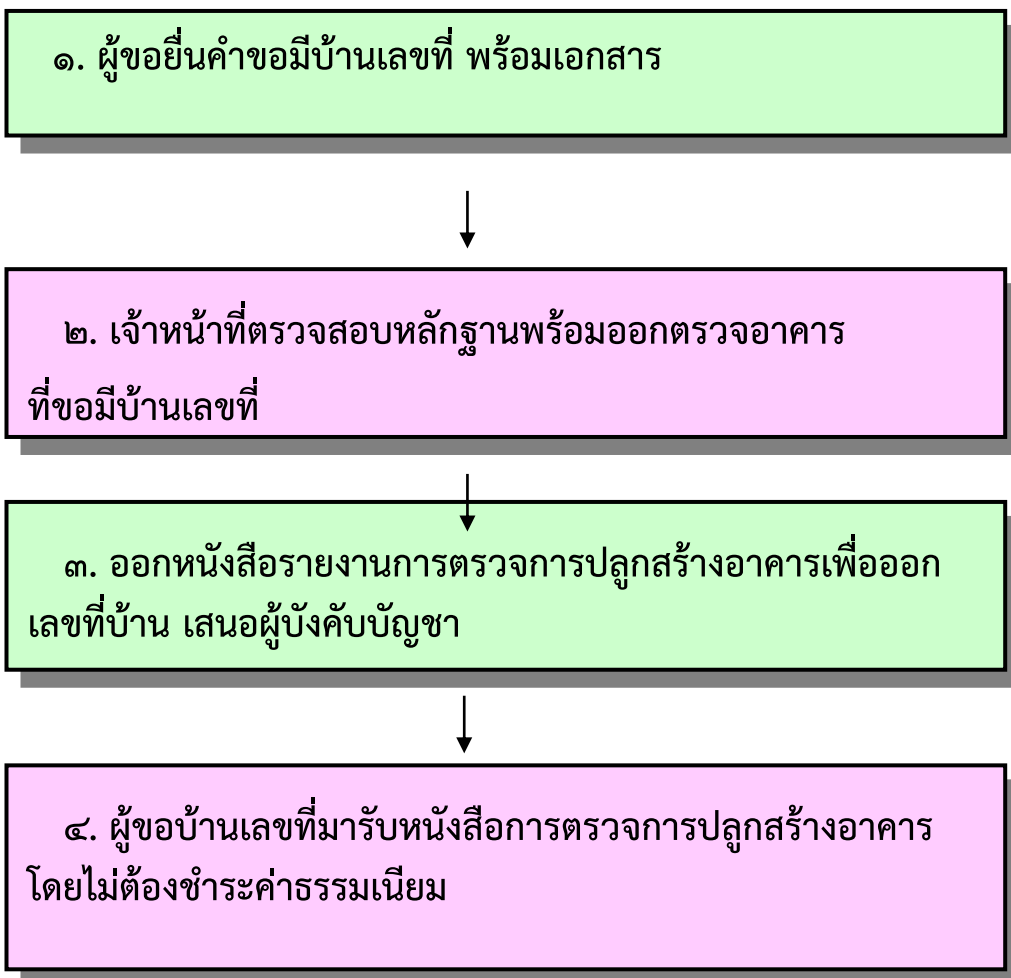 ๑. ผู้ขอยื่นคำขอมีบ้านเลขที่ พร้อมเอกสาร
๒. เจ้าหน้าที่ตรวจสอบหลักฐานพร้อมออกตรวจอาคาร
ที่ขอมีบ้านเลขที่
๓. ออกหนังสือรายงานการตรวจการปลูกสร้างอาคารเพื่อออก
เลขที่บ้าน เสนอผู้บังคับบัญชา
๔. ผู้ขอบ้านเลขที่มารับหนังสือการตรวจการปลูกสร้างอาคาร
โดยไม่ต้องชำระค่าธรรมเนียม